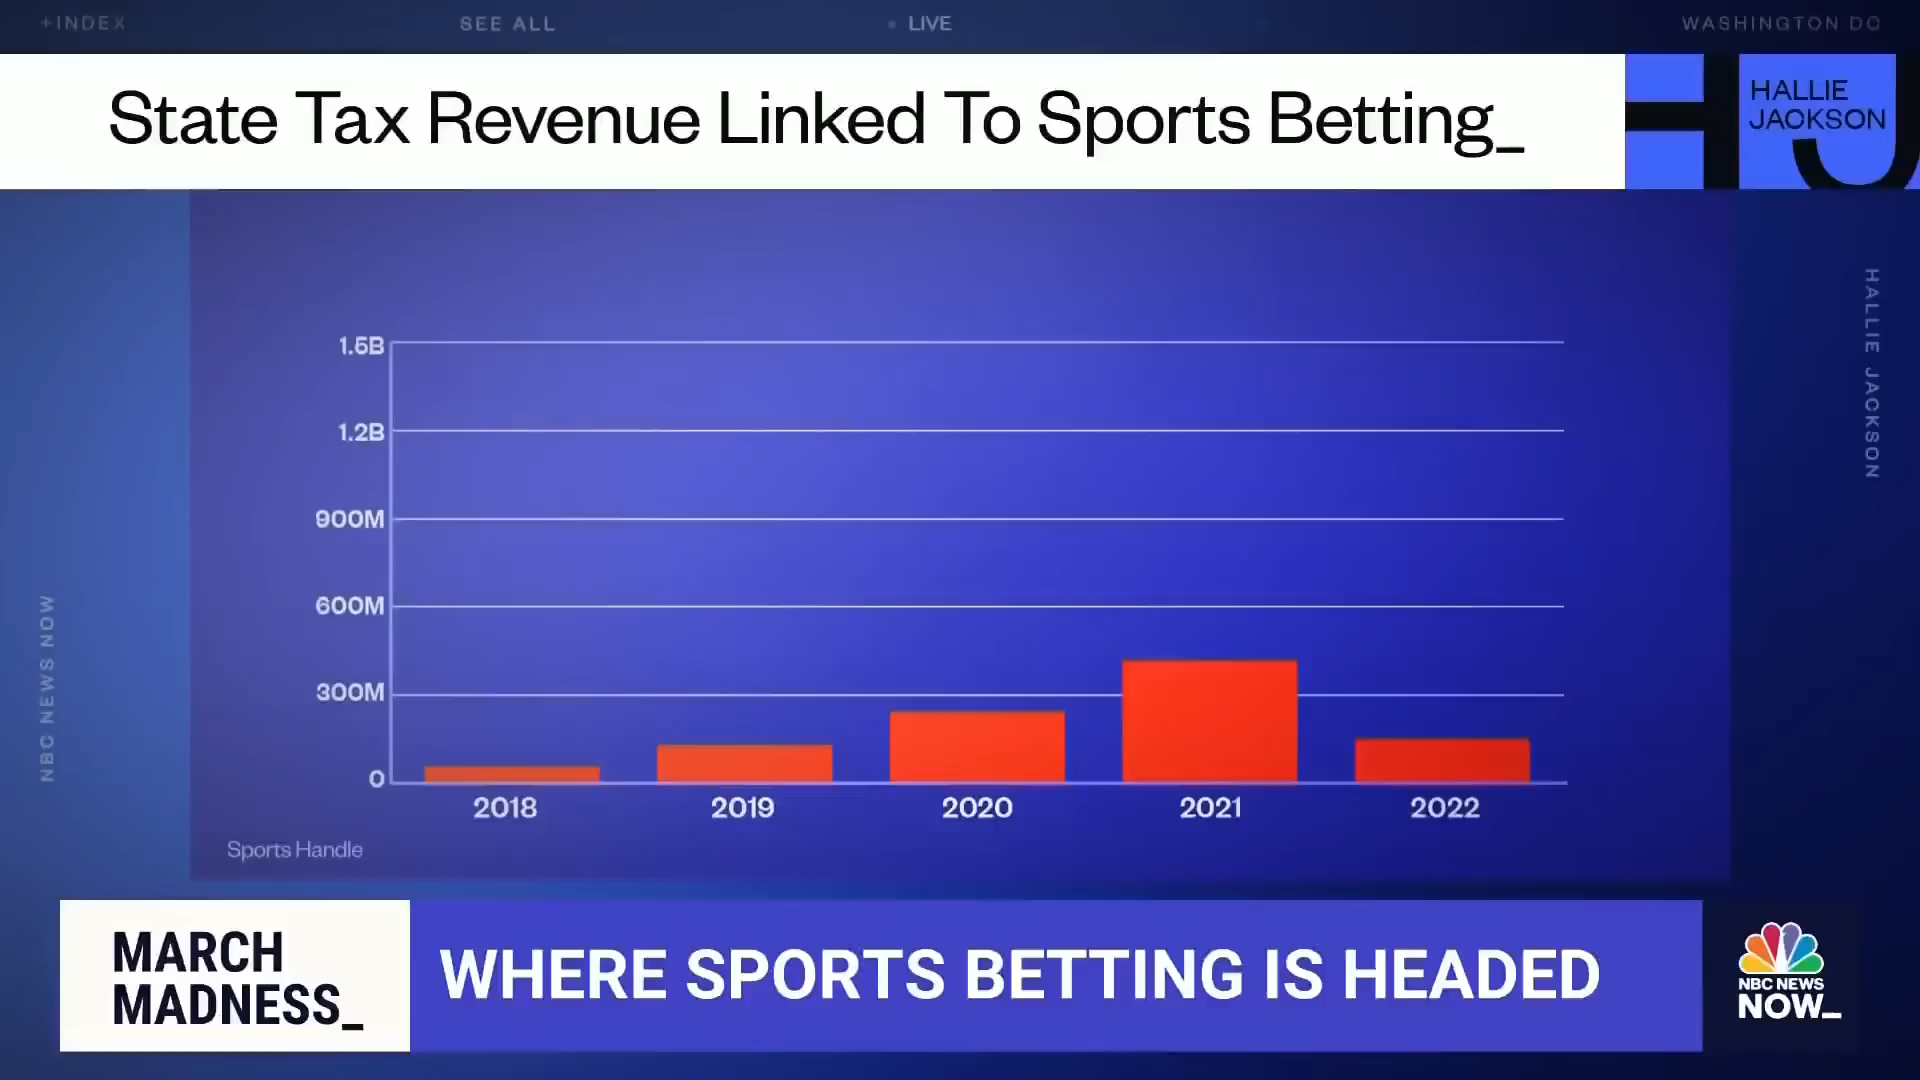 +INDEX
SEE ALL
LIVE
WASHINGTON DC
State Tax Revenue Linked To Sports Betting_
HALLIE
JACKSON
HALLIE JACKSON
1.5B
1.2B
900M
600M
300M
0
2018
2019
2020
2021
2022
Sports Handle
NBC NEWS NOW
MARCH
MADNESS_
WHERE SPORTS BETTING IS HEADED
NBC NEWS
NOW_